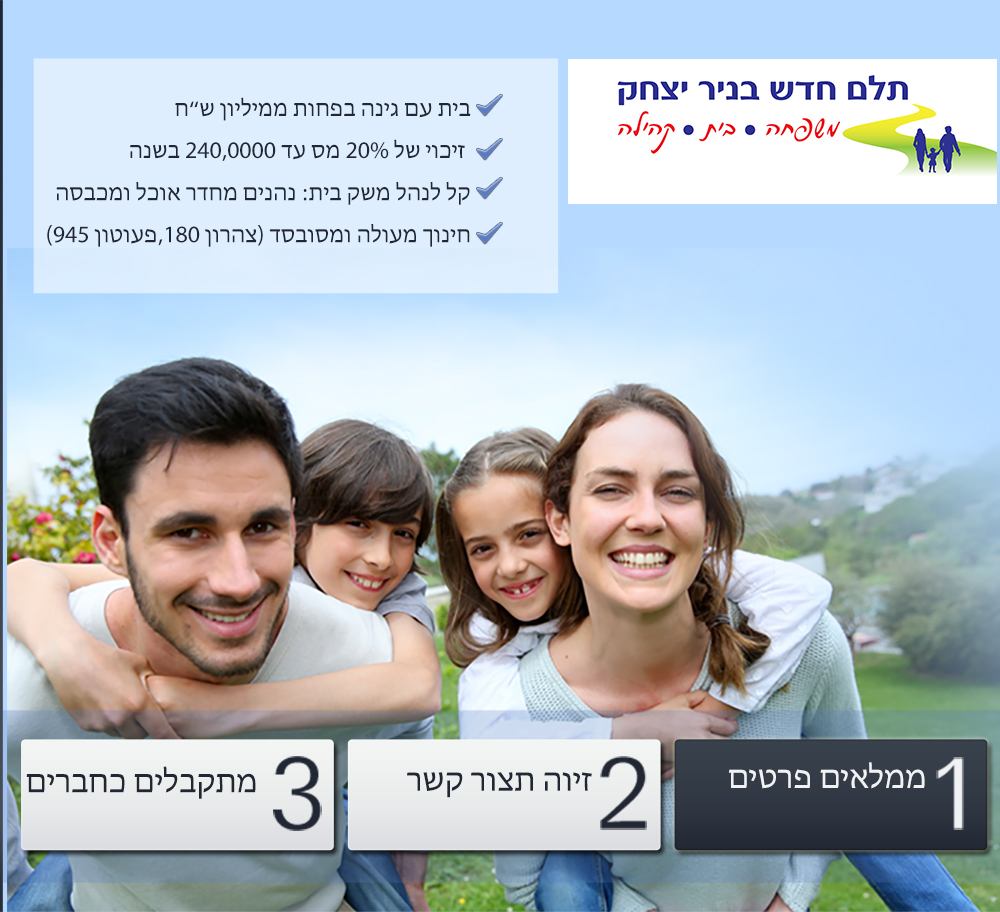 תלם חדש בניר יצחק
משפחה • בית • קהילה
בית עם גינה בפחות ממיליון ש״ח
זיכוי של 20% מס עד 240,0000 בשנה
קל לנהל משק בית: נהנים מחדר אוכל ומכבסה
חינוך מעולה ומסובסד (צהרון 180,פעוטון 945)
1 ממלאים פרטים
2 זיוה תצור קשר
3 מתקבלים כחברים